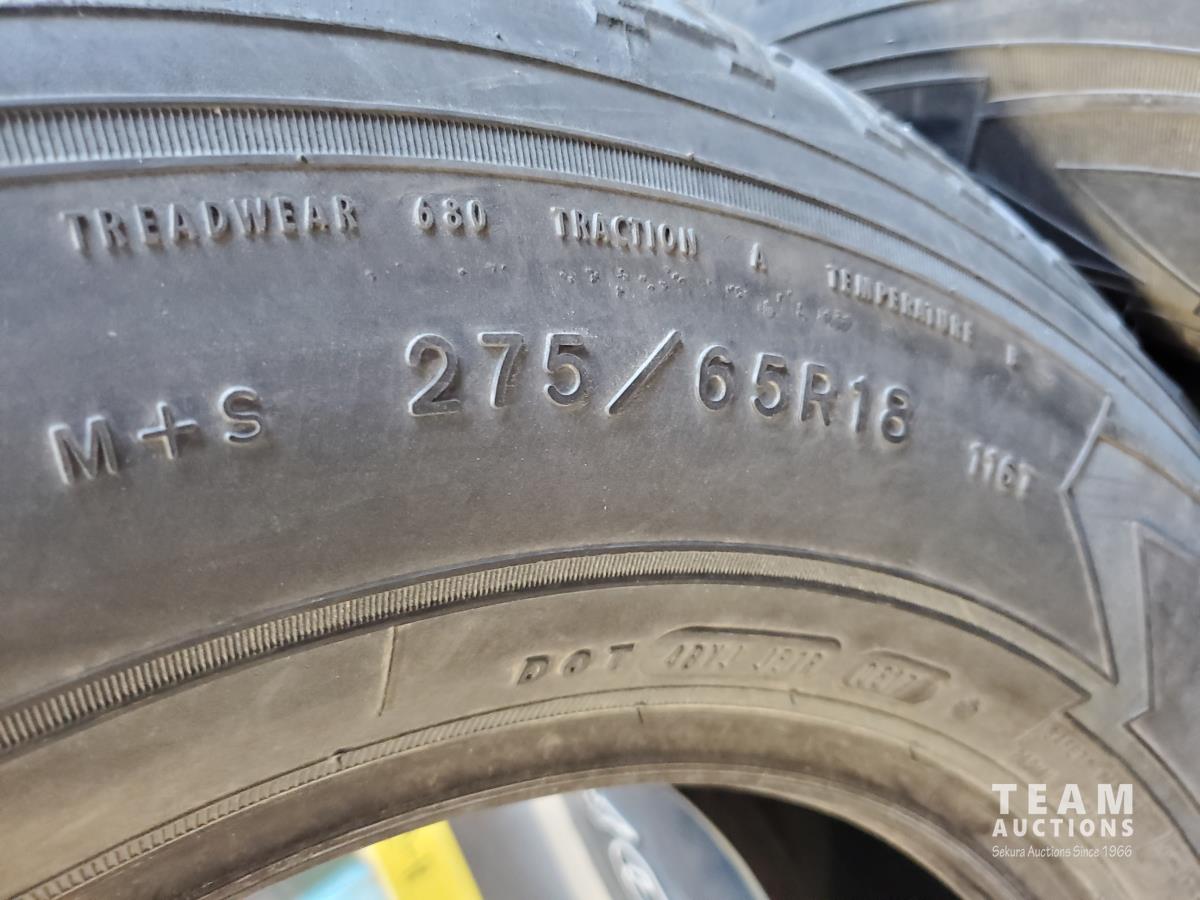 TREADWEAR 680 TRACTION A TEMPERATURE
M+S 275/65R18 116T
DOT
TEAM
AUCTIONS
Sekura Auctions Since 1966